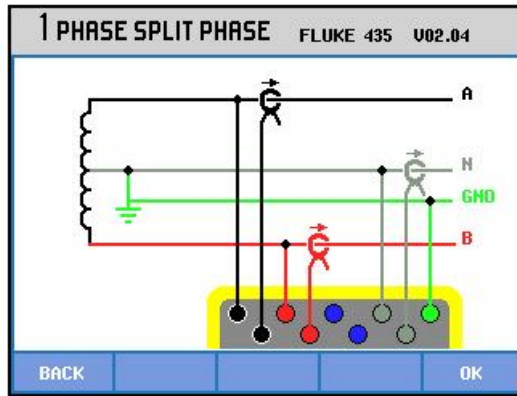 1 PHASE SPLIT PHASE FLUKE 435 V02.04
A
N
GND
B
BACK OK